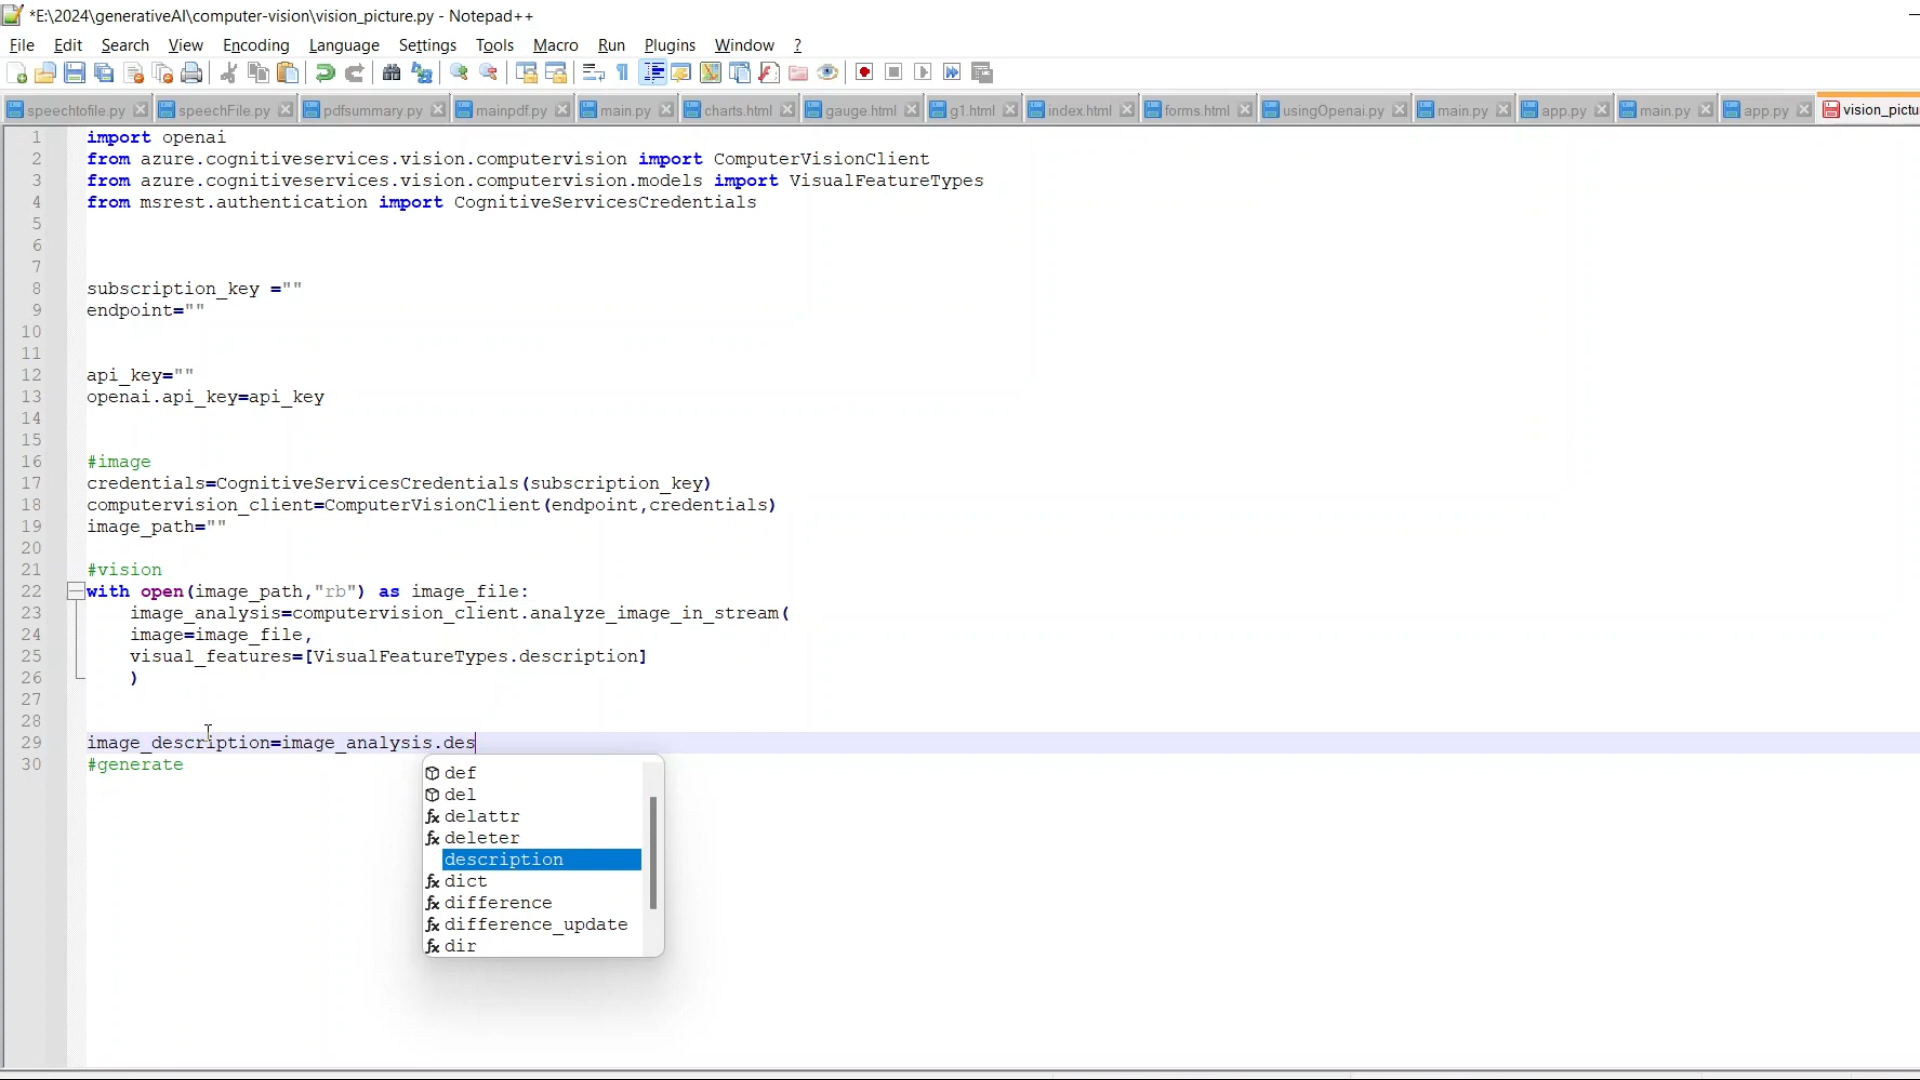 *E:\2024\generativeAI\computer-vision\vision_picture.py - Notepad++
File Edit Search View Encoding Language Settings Tools Macro Run Plugins Window ?
speechtofile.py speechFile.py pdfsummary.py mainpdf.py main.py charts.html gauge.html g1.html index.html forms.html usingOpenai.py main.py app.py main.py app.py vision_pictu
1 import openai
2 from azure.cognitiveservices.vision.computervision import ComputerVisionClient
3 from azure.cognitiveservices.vision.computervision.models import VisualFeatureTypes
4 from msrest.authentication import CognitiveServicesCredentials
5
6
7
8 subscription_key =""
9 endpoint=""
10
11
12 api_key=""
13 openai.api_key=api_key
14
15
16 #image
17 credentials=CognitiveServicesCredentials(subscription_key)
18 computervision_client=ComputerVisionClient(endpoint,credentials)
19 image_path=""
20
21 #vision
22 with open(image_path,"rb") as image_file:
23 image_analysis=computervision_client.analyze_image_in_stream(
24 image=image_file,
25 visual_features=[VisualFeatureTypes.description]
26 )
27
28
29 image_description=image_analysis.des
30 #generate
def
del
fx delattr
fx deleter
description
fx dict
fx difference
fx difference_update
fx dir